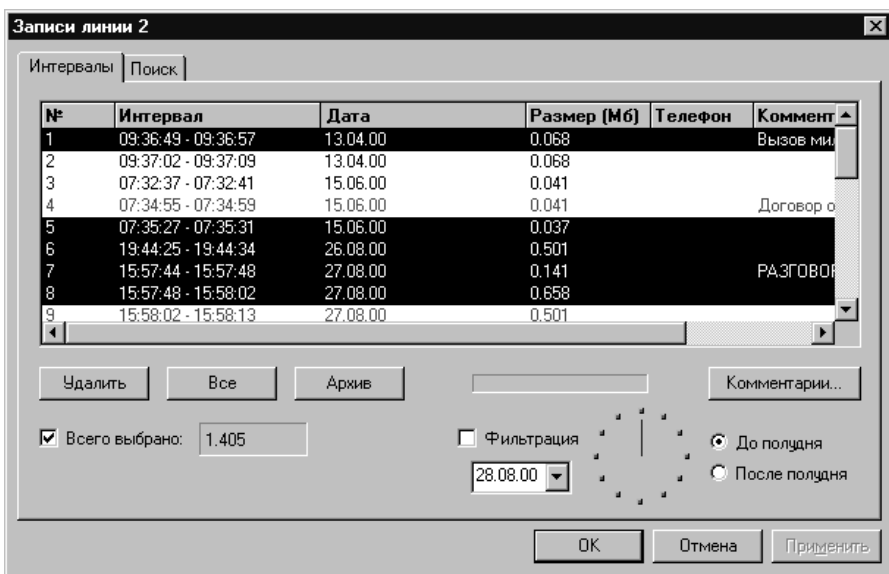 Записи линии 2
Интервалы Поиск
№ Интервал Дата Размер (Мб) Телефон Коммент
1 09:36:49 - 09:36:57 13.04.00 0.068 Вызов ми
2 09:37:02 - 09:37:09 13.04.00 0.068
3 07:32:37 - 07:32:41 15.06.00 0.041
4 07:34:55 - 07:34:59 15.06.00 0.041 Договор о
5 07:35:27 - 07:35:31 15.06.00 0.037
6 19:44:25 - 19:44:34 26.08.00 0.501
7 15:57:44 - 15:57:48 27.08.00 0.141 РАЗГОВОР
8 15:57:48 - 15:58:02 27.08.00 0.658
9 15:58:02 - 15:58:13 27.08.00 0.501
Удалить Все Архив Комментарии...
Всего выбрано: 1.405 Фильтрация До полудня
28.08.00 После полудня
OK Отмена Применить